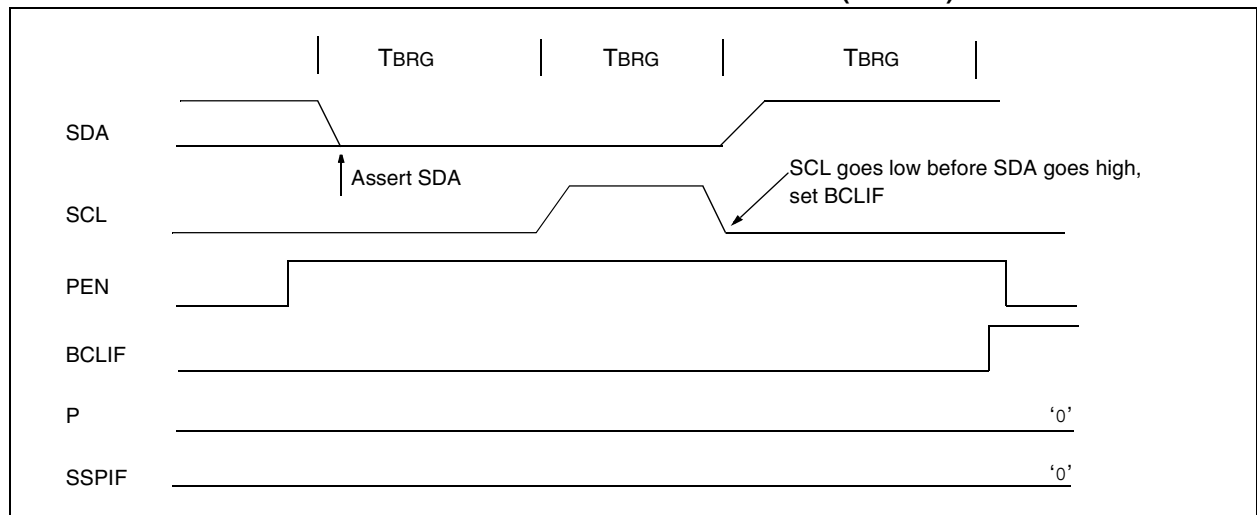 TBRG TBRG TBRG
SDA
Assert SDA
SCL goes low before SDA goes high,
set BCLIF
SCL
PEN
BCLIF
P '0'
SSPIF '0'